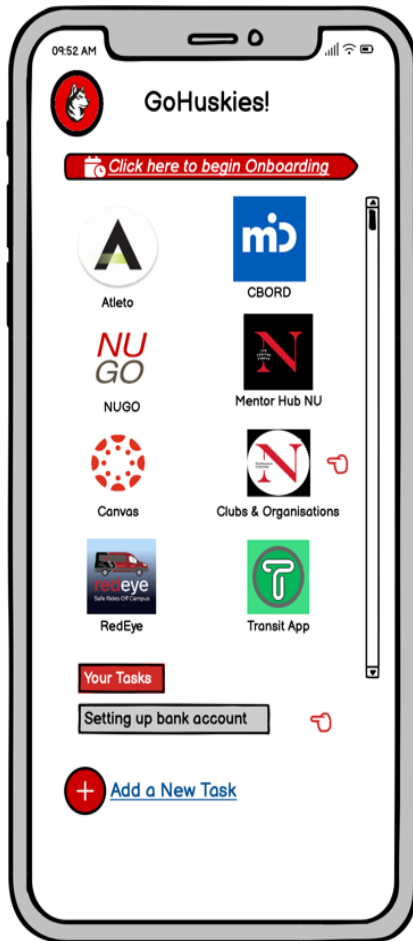 09:52 AM
GoHuskies!
Click here to begin Onboarding
mid
Atleto
CBORD
NU
GO
N
NUGO
Mentor Hub NU
N
Canvas
Clubs & Organisations
redeye
Safe Rides Off Campus
T
RedEye
Transit App
Your Tasks
Setting up bank account
+ Add a New Task